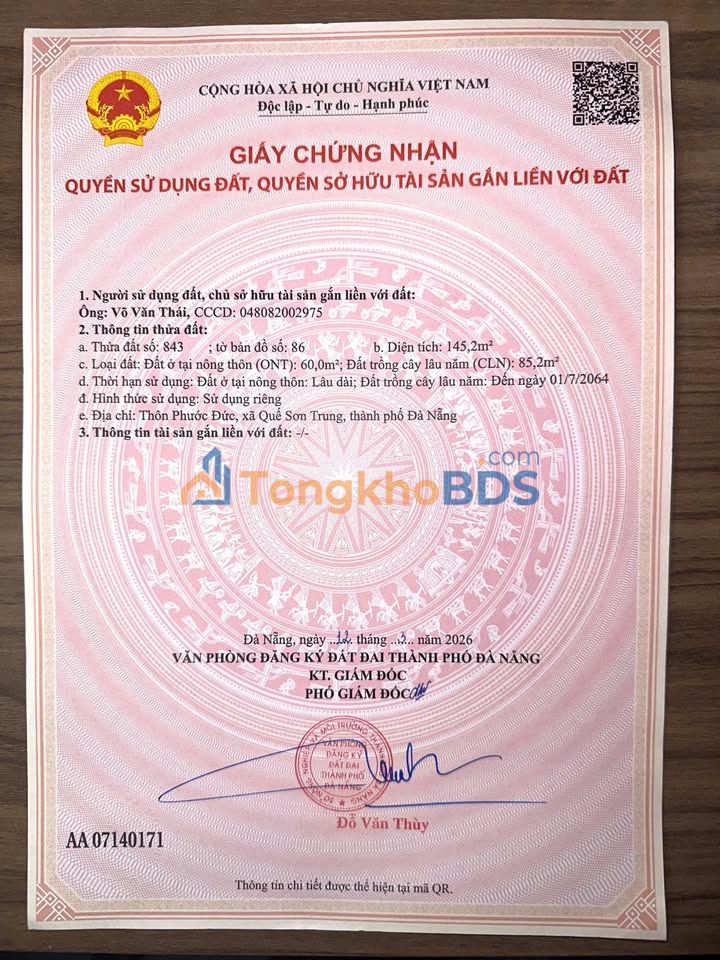 CỘNG HÒA XÃ HỘI CHỦ NGHĨA VIỆT NAM
Độc lập - Tự do - Hạnh phúc
GIẤY CHỨNG NHẬN
QUYỀN SỬ DỤNG ĐẤT, QUYỀN SỞ HỮU TÀI SẢN GẮN LIỀN VỚI ĐẤT
1. Người sử dụng đất, chủ sở hữu tài sản gắn liền với đất:
Ông: Võ Văn Thái, CCCD: 048082002975
2. Thông tin thửa đất:
a. Thửa đất số: 843 ; tờ bản đồ số: 86 b. Diện tích: 145,2m²
c. Loại đất: Đất ở tại nông thôn (ONT): 60,0m²; Đất trồng cây lâu năm (CLN): 85,2m²
d. Thời hạn sử dụng: Đất ở tại nông thôn: Lâu dài; Đất trồng cây lâu năm: Đến ngày 01/7/2064
đ. Hình thức sử dụng: Sử dụng riêng
e. Địa chỉ: Thôn Phước Đức, xã Quế Sơn Trung, thành phố Đà Nẵng
3. Thông tin tài sản gắn liền với đất: -/-
TongkhoBDS.com
Đà Nẵng, ngày ..12. tháng ..3.. năm 2026
VĂN PHÒNG ĐĂNG KÝ ĐẤT ĐAI THÀNH PHỐ ĐÀ NẴNG
KT. GIÁM ĐỐC
PHÓ GIÁM ĐỐC
VĂN PHÒNG
ĐĂNG KÝ
ĐẤT ĐAI
THÀNH PHỐ
ĐÀ NẴNG
Đỗ Văn Thùy
AA 07140171
Thông tin chi tiết được thể hiện tại mã QR.